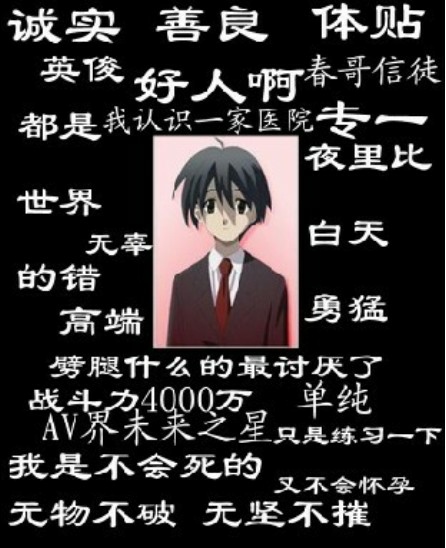 诚实 善良 体贴
英俊 好人啊 春哥信徒
都是 我认识一家医院 专一
夜里比
世界
白天
无辜
的错
勇猛
高端
劈腿什么的最讨厌了
战斗力4000万 单纯
AV界未来之星 只是练习一下
我是不会死的
又不会怀孕
无物不破 无坚不摧